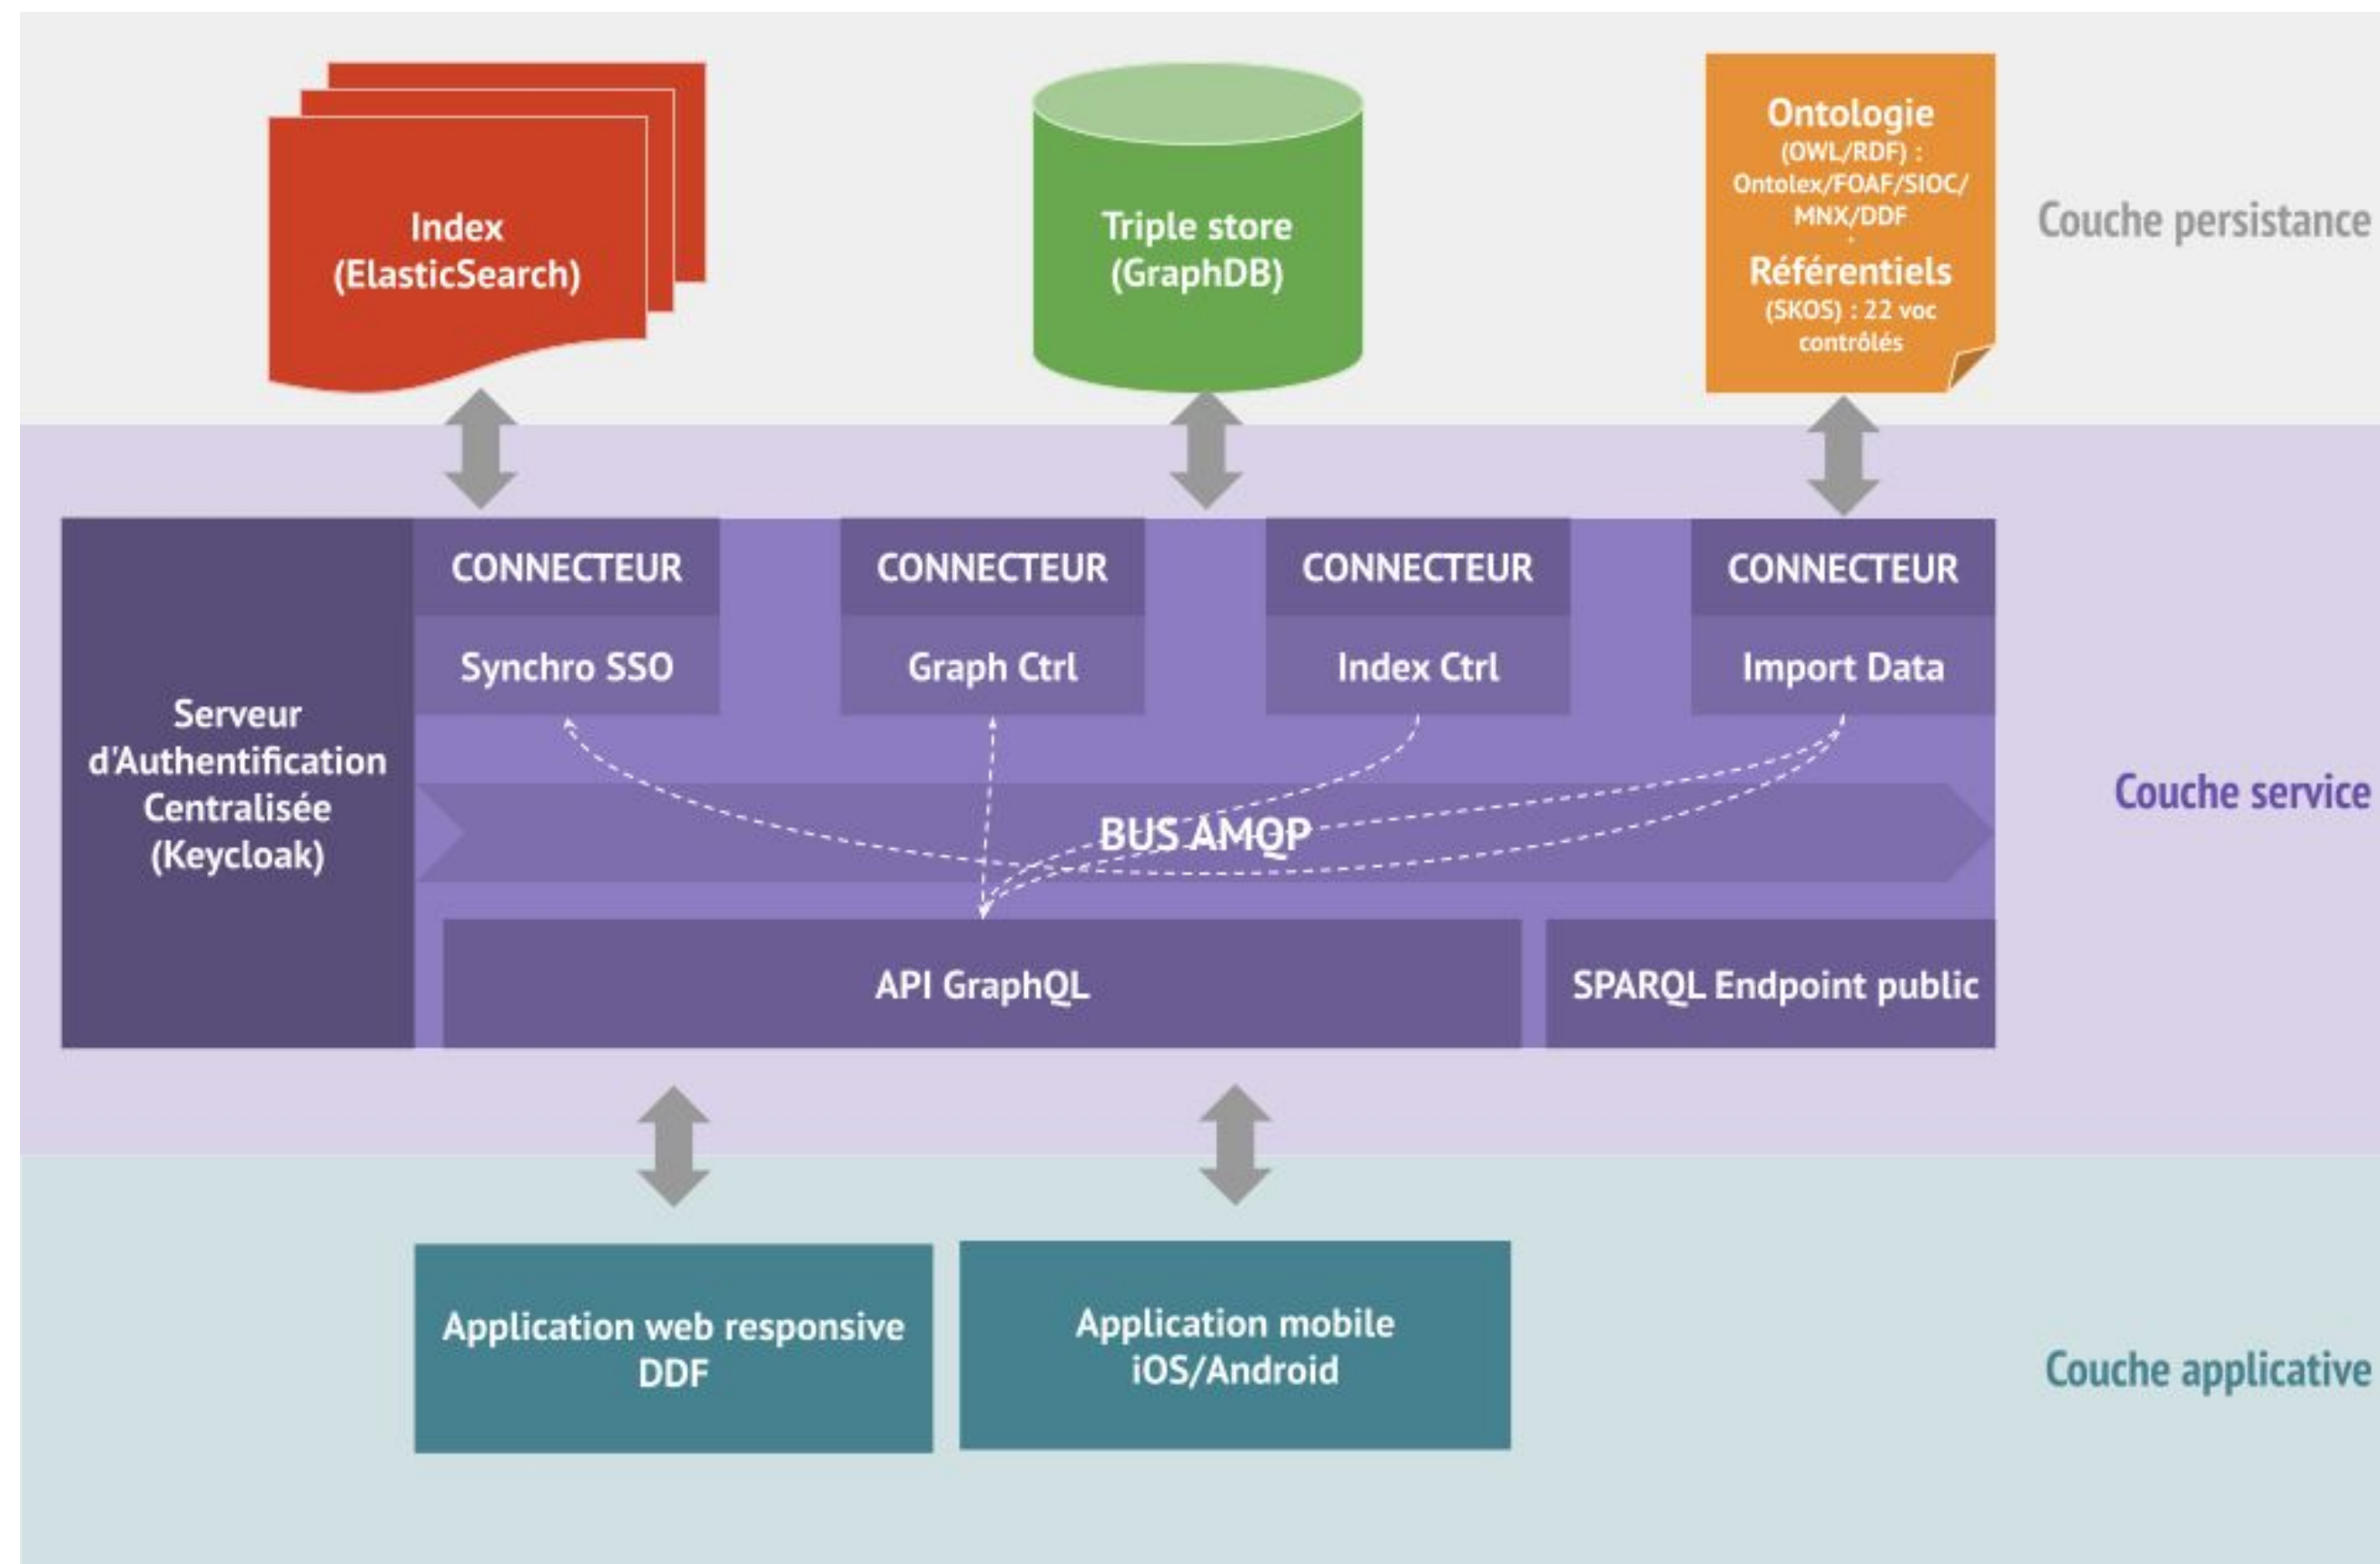 Index
(ElasticSearch)
Triple store
(GraphDB)
Ontologie
(OWL/RDF) :
Ontolex/FOAF/SIOC/
MNX/DDF
Référentiels
(SKOS) : 22 voc
contrôlés
Couche persistance
CONNECTEUR
Synchro SSO
CONNECTEUR
Graph Ctrl
CONNECTEUR
Index Ctrl
CONNECTEUR
Import Data
Serveur
d'Authentification
Centralisée
(Keycloak)
BUS AMQP
Couche service
API GraphQL
SPARQL Endpoint public
Application web responsive
DDF
Application mobile
iOS/Android
Couche applicative